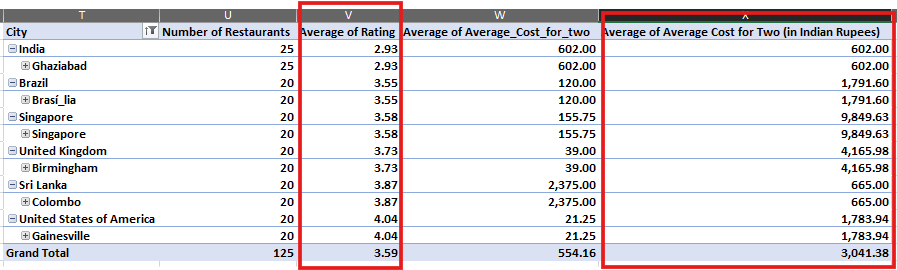 T U V W X
City Number of Restaurants Average of Rating Average of Average_Cost_for_two Average of Average Cost for Two (in Indian Rupees)
India 25 2.93 602.00 602.00
Ghaziabad 25 2.93 602.00 602.00
Brazil 20 3.55 120.00 1,791.60
Brasí_lia 20 3.55 120.00 1,791.60
Singapore 20 3.58 155.75 9,849.63
Singapore 20 3.58 155.75 9,849.63
United Kingdom 20 3.73 39.00 4,165.98
Birmingham 20 3.73 39.00 4,165.98
Sri Lanka 20 3.87 2,375.00 665.00
Colombo 20 3.87 2,375.00 665.00
United States of America 20 4.04 21.25 1,783.94
Gainesville 20 4.04 21.25 1,783.94
Grand Total 125 3.59 554.16 3,041.38